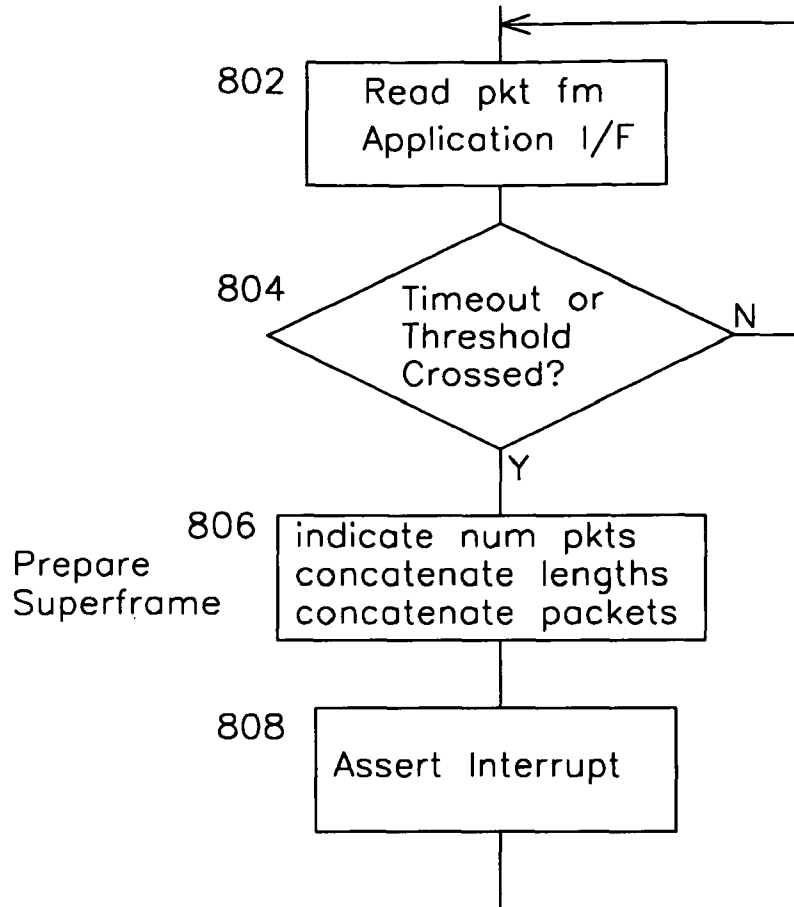 802
Read pkt fm
Application I/F
804
Timeout or
Threshold
Crossed?
N
Y
806
Prepare
Superframe
indicate num pkts
concatenate lengths
concatenate packets
808
Assert Interrupt